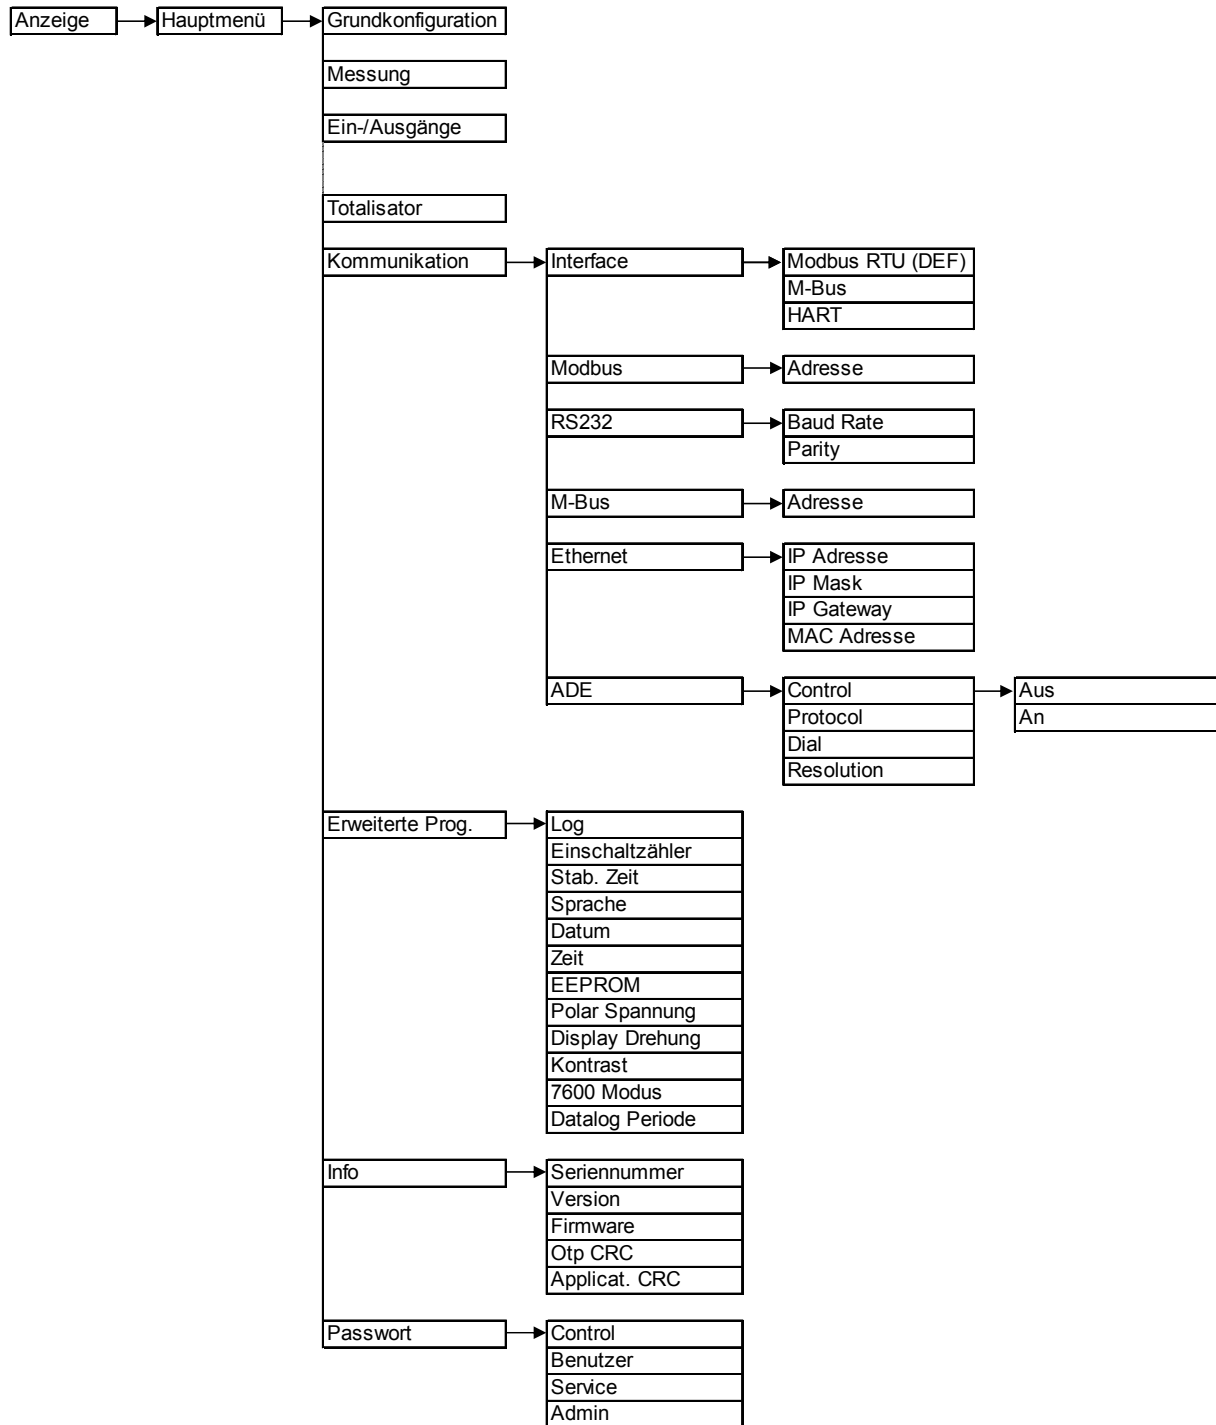 Anzeige Hauptmenü Grundkonfiguration
Messung
Ein-/Ausgänge
Totalisator
Kommunikation Interface Modbus RTU (DEF)
M-Bus
HART
Modbus Adresse
RS232 Baud Rate
Parity
M-Bus Adresse
Ethernet IP Adresse
IP Mask
IP Gateway
MAC Adresse
ADE Control Aus
Protocol An
Dial
Resolution
Erweiterte Prog. Log
Einschaltzähler
Stab. Zeit
Sprache
Datum
Zeit
EEPROM
Polar Spannung
Display Drehung
Kontrast
7600 Modus
Datalog Periode
Info Seriennummer
Version
Firmware
Otp CRC
Applicat. CRC
Passwort Control
Benutzer
Service
Admin